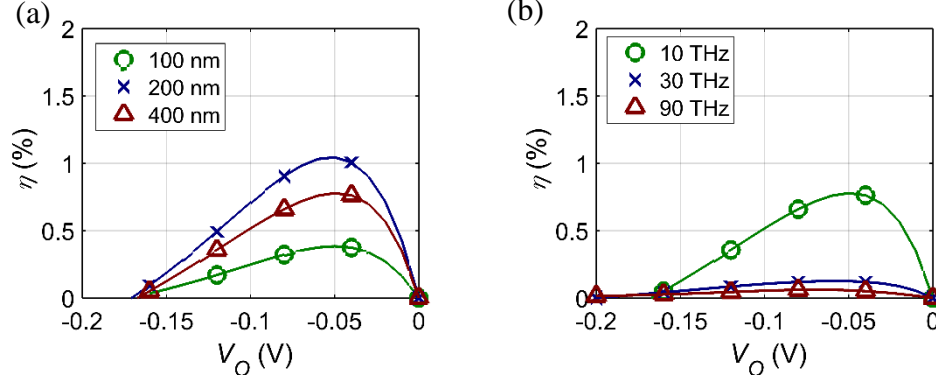 (a)
2
1.5
1
0.5
0
η (%)
100 nm
200 nm
400 nm
-0.2
-0.15
-0.1
-0.05
0
V_O (V)
(b)
2
1.5
1
0.5
0
η (%)
10 THz
30 THz
90 THz
-0.2
-0.15
-0.1
-0.05
0
V_O (V)